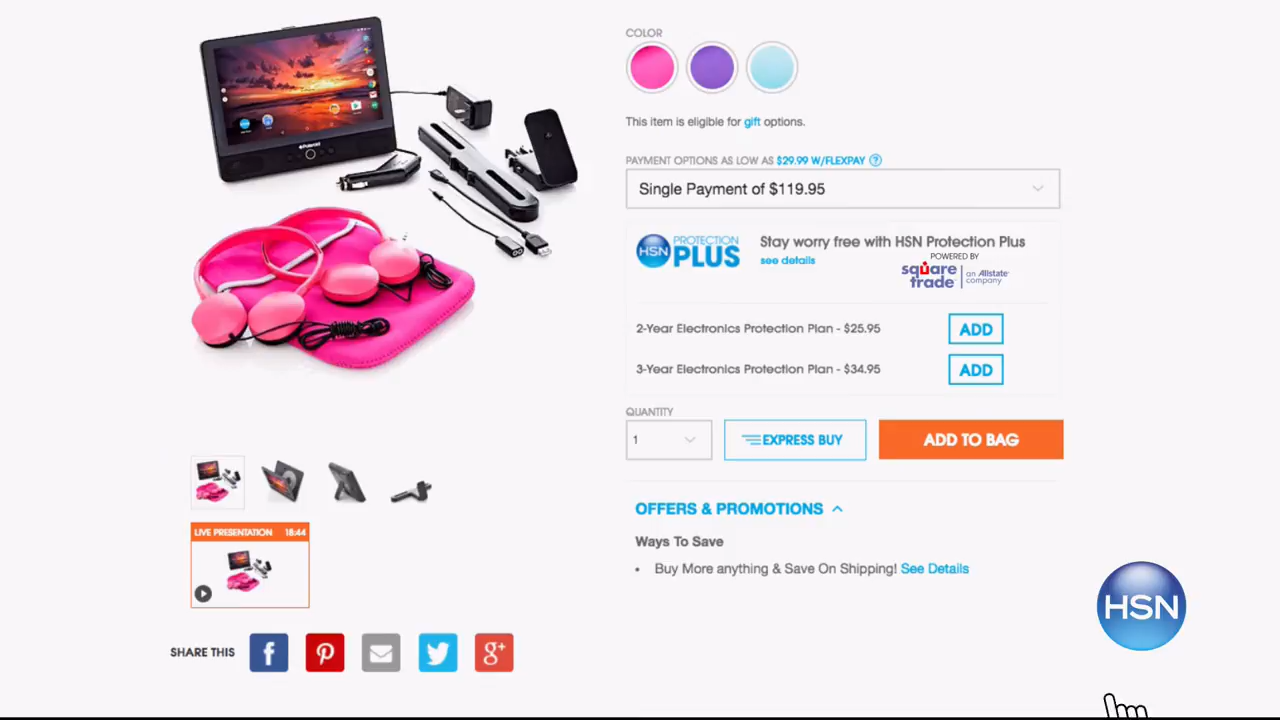 COLOR
This item is eligible for gift options.
PAYMENT OPTIONS AS LOW AS $29.99 W/FLEXPAY ?
Single Payment of $119.95
HSN PROTECTION PLUS
Stay worry free with HSN Protection Plus
see details
POWERED BY
square trade
an Allstate company
2-Year Electronics Protection Plan - $25.95
ADD
3-Year Electronics Protection Plan - $34.95
ADD
QUANTITY
1
EXPRESS BUY
ADD TO BAG
OFFERS & PROMOTIONS
Ways To Save
• Buy More anything & Save On Shipping! See Details
Polaroid
LIVE PRESENTATION 18:44
SHARE THIS
f
g+
HSN